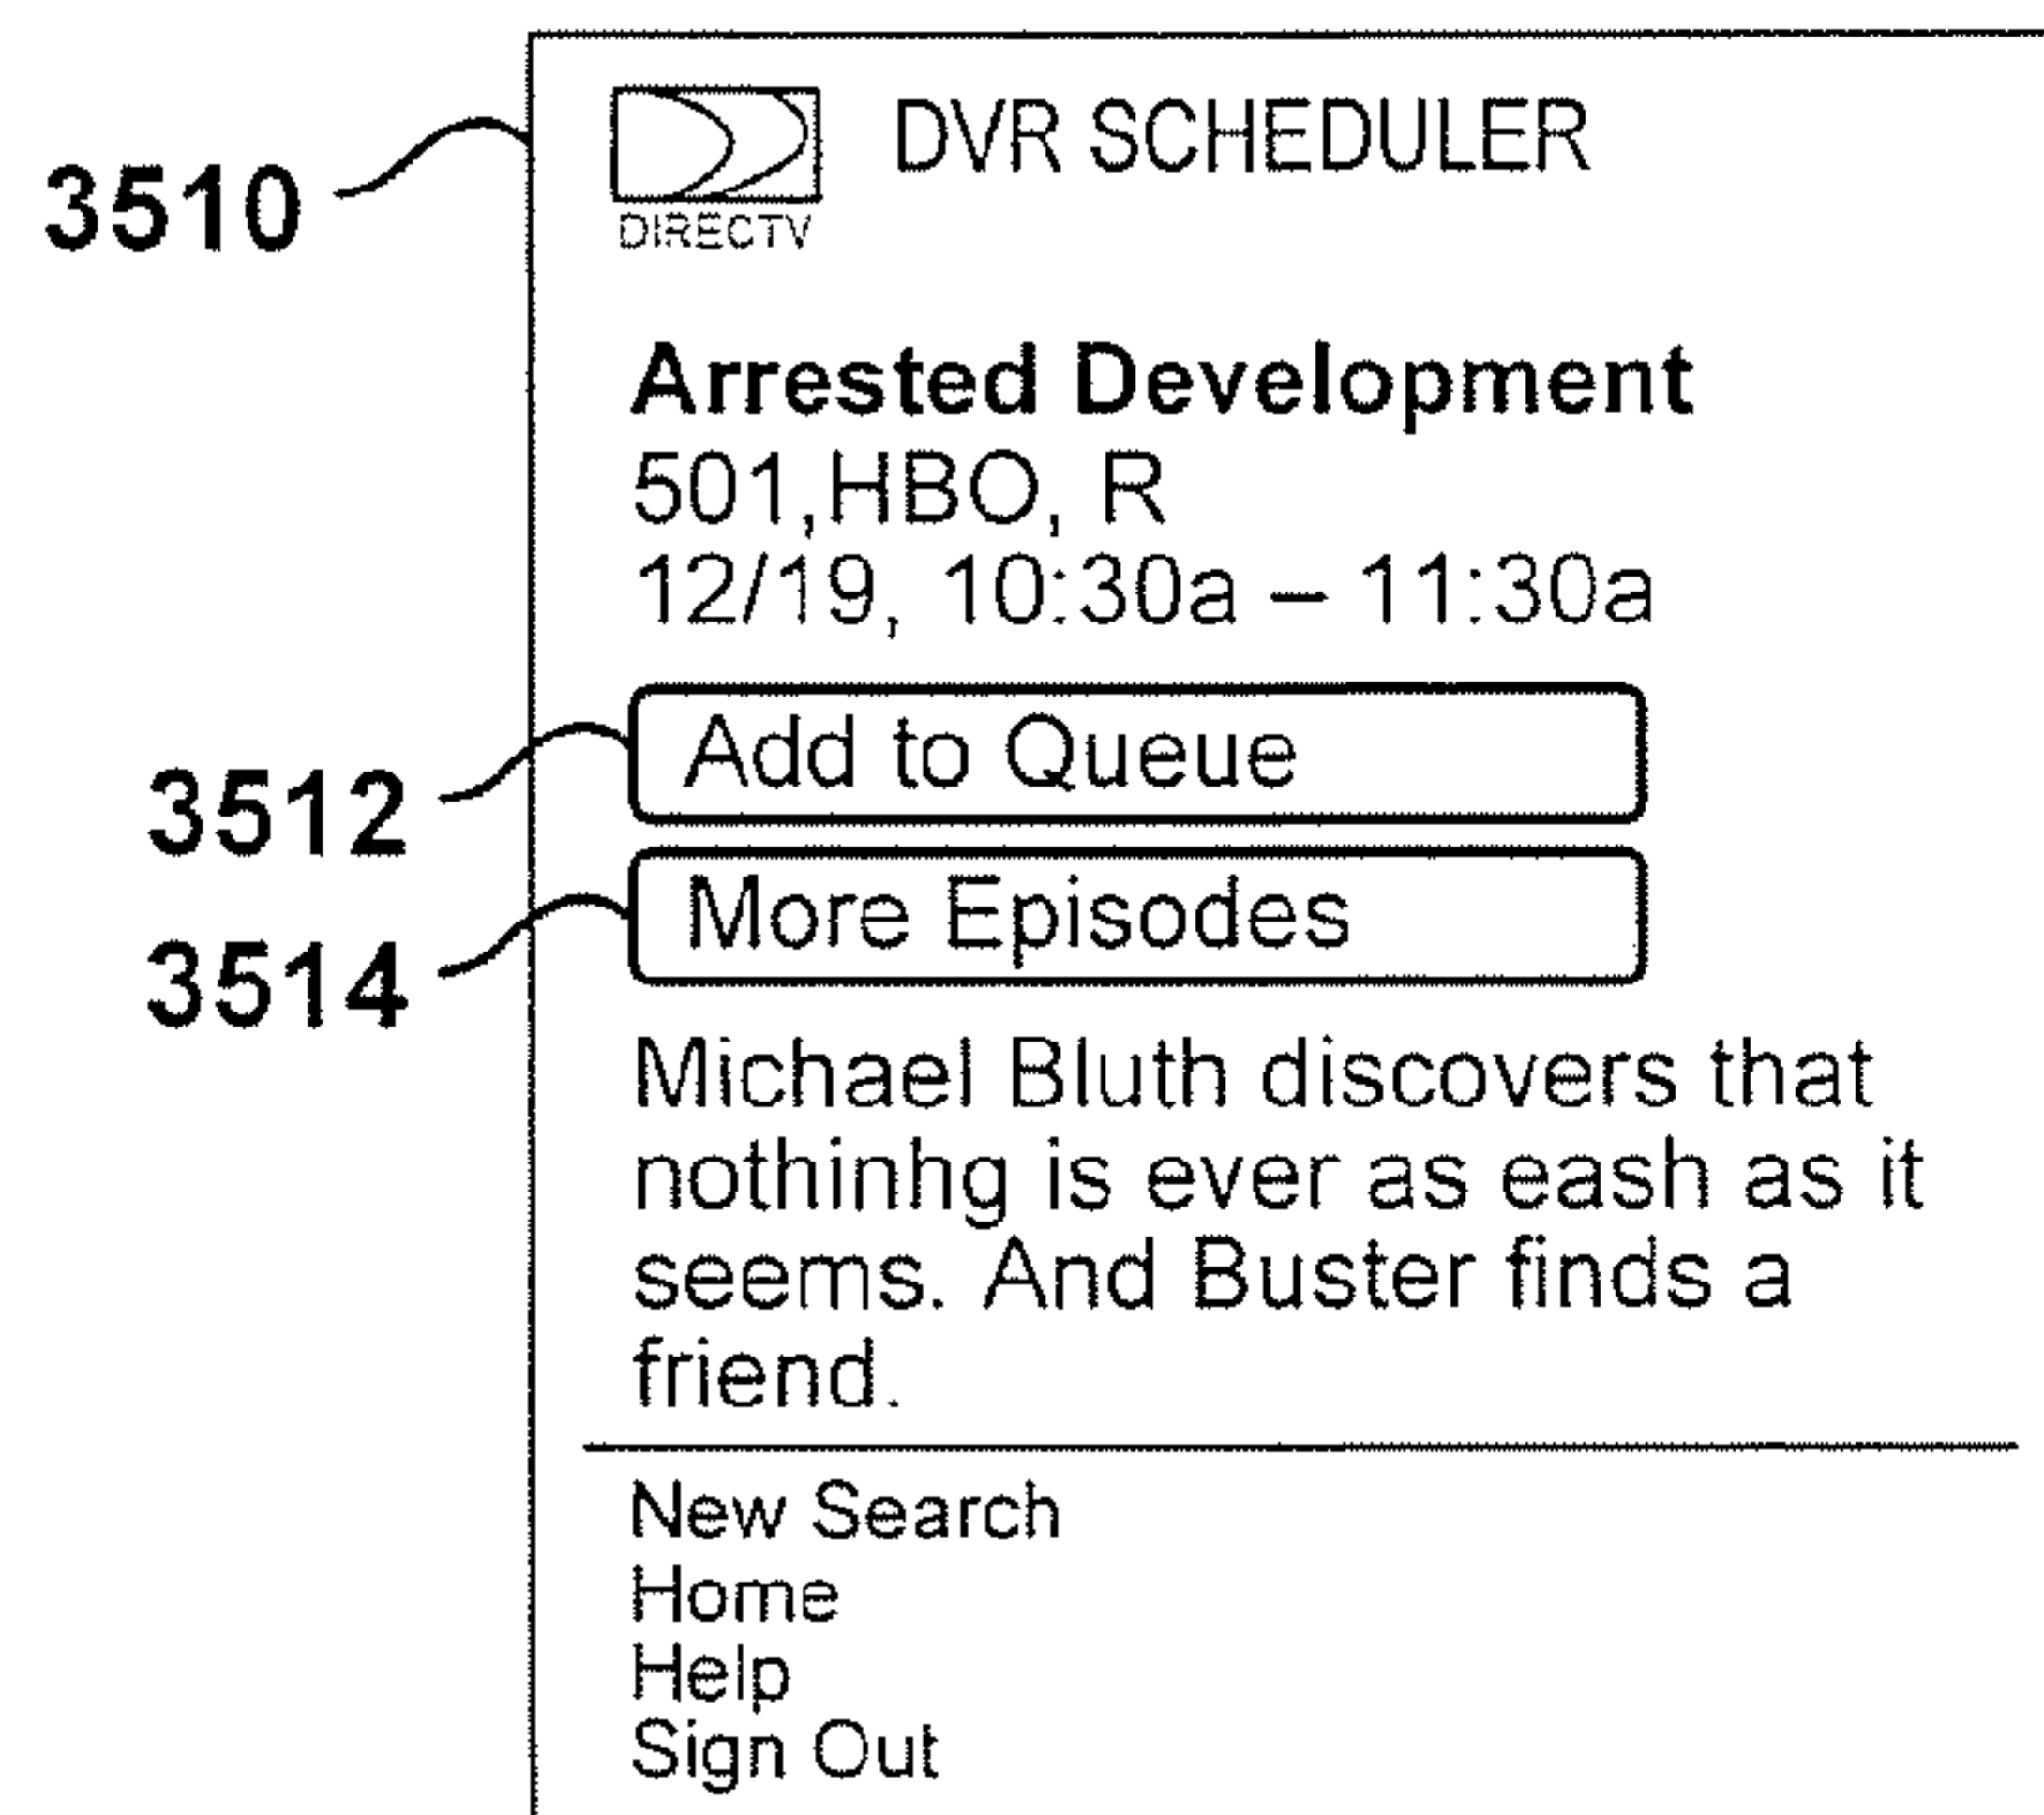 3510
DVR SCHEDULER
DIRECTV
Arrested Development
501,HBO, R
12/19, 10:30a – 11:30a
3512
Add to Queue
3514
More Episodes
Michael Bluth discovers that
nothinhg is ever as eash as it
seems. And Buster finds a
friend.
New Search
Home
Help
Sign Out